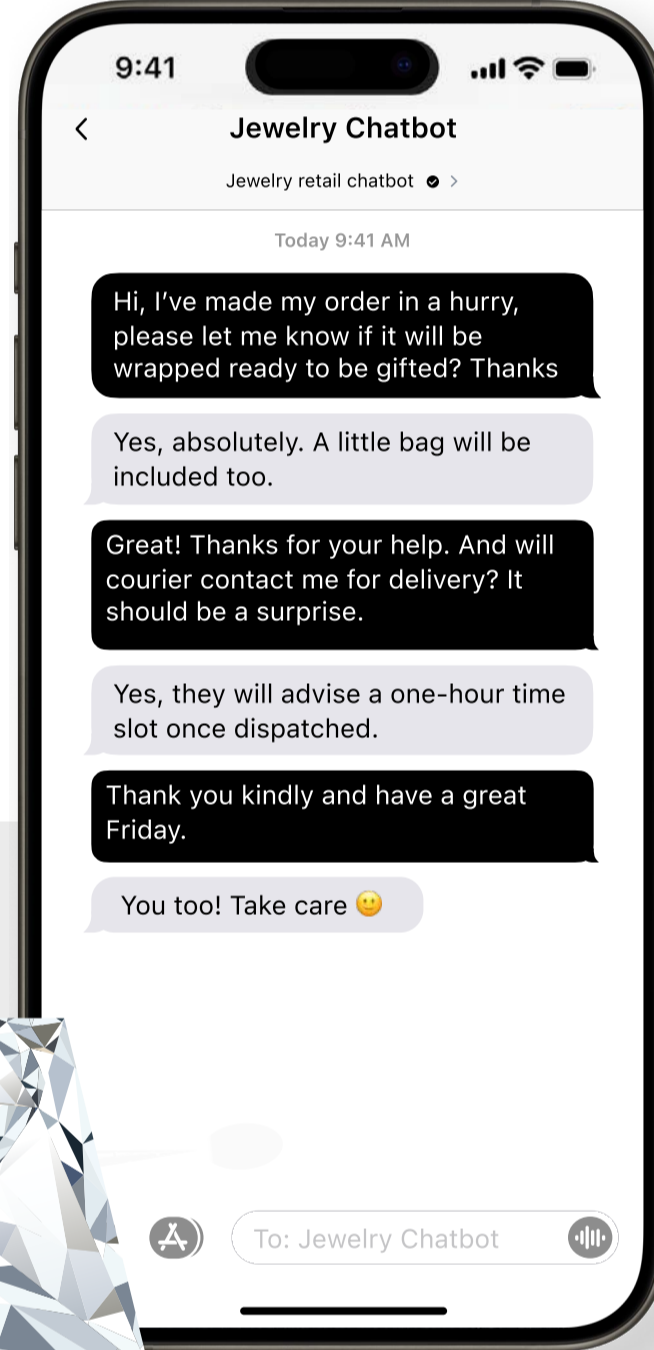 9:41
Jewelry Chatbot
Jewelry retail chatbot
Today 9:41 AM
Hi, I’ve made my order in a hurry,
please let me know if it will be
wrapped ready to be gifted? Thanks
Yes, absolutely. A little bag will be
included too.
Great! Thanks for your help. And will
courier contact me for delivery? It
should be a surprise.
Yes, they will advise a one-hour time
slot once dispatched.
Thank you kindly and have a great
Friday.
You too! Take care 🙂
To: Jewelry Chatbot